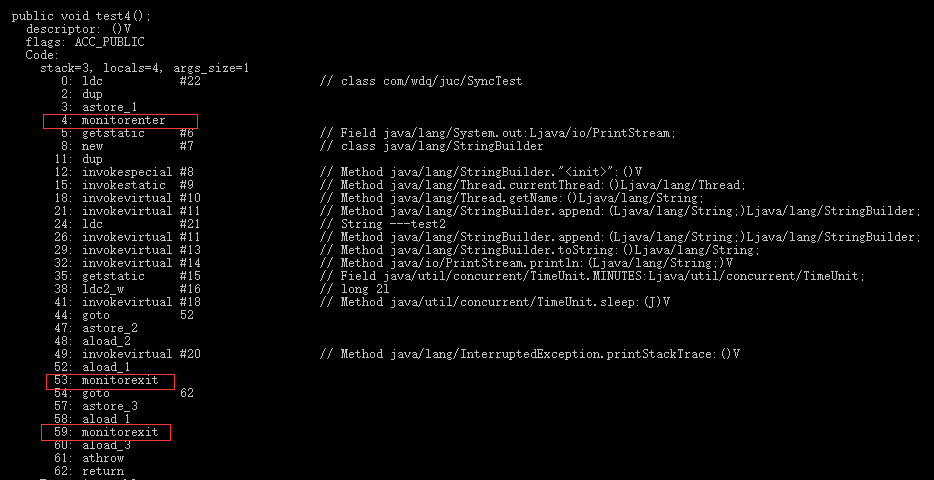 public void test4();
descriptor: ()V
flags: ACC_PUBLIC
Code:
stack=3, locals=4, args_size=1
0: ldc #22 // class com/wdq/juc/SyncTest
2: dup
3: astore_1
4: monitorenter
5: getstatic #6 // Field java/lang/System.out:Ljava/io/PrintStream;
8: new #7 // class java/lang/StringBuilder
11: dup
12: invokespecial #8 // Method java/lang/StringBuilder."<init>":()V
15: invokestatic #9 // Method java/lang/Thread.currentThread:()Ljava/lang/Thread;
18: invokevirtual #10 // Method java/lang/Thread.getName:()Ljava/lang/String;
21: invokevirtual #11 // Method java/lang/StringBuilder.append:(Ljava/lang/String;)Ljava/lang/StringBuilder;
24: ldc #21 // String ---test2
26: invokevirtual #11 // Method java/lang/StringBuilder.append:(Ljava/lang/String;)Ljava/lang/StringBuilder;
29: invokevirtual #13 // Method java/lang/StringBuilder.toString:()Ljava/lang/String;
32: invokevirtual #14 // Method java/io/PrintStream.println:(Ljava/lang/String;)V
35: getstatic #15 // Field java/util/concurrent/TimeUnit.MINUTES:Ljava/util/concurrent/TimeUnit;
38: ldc2_w #16 // long 2l
41: invokevirtual #18 // Method java/util/concurrent/TimeUnit.sleep:(J)V
44: goto 52
47: astore_2
48: aload_2
49: invokevirtual #20 // Method java/lang/InterruptedException.printStackTrace:()V
52: aload_1
53: monitorexit
54: goto 62
57: astore_3
58: aload_1
59: monitorexit
60: aload_3
61: athrow
62: return